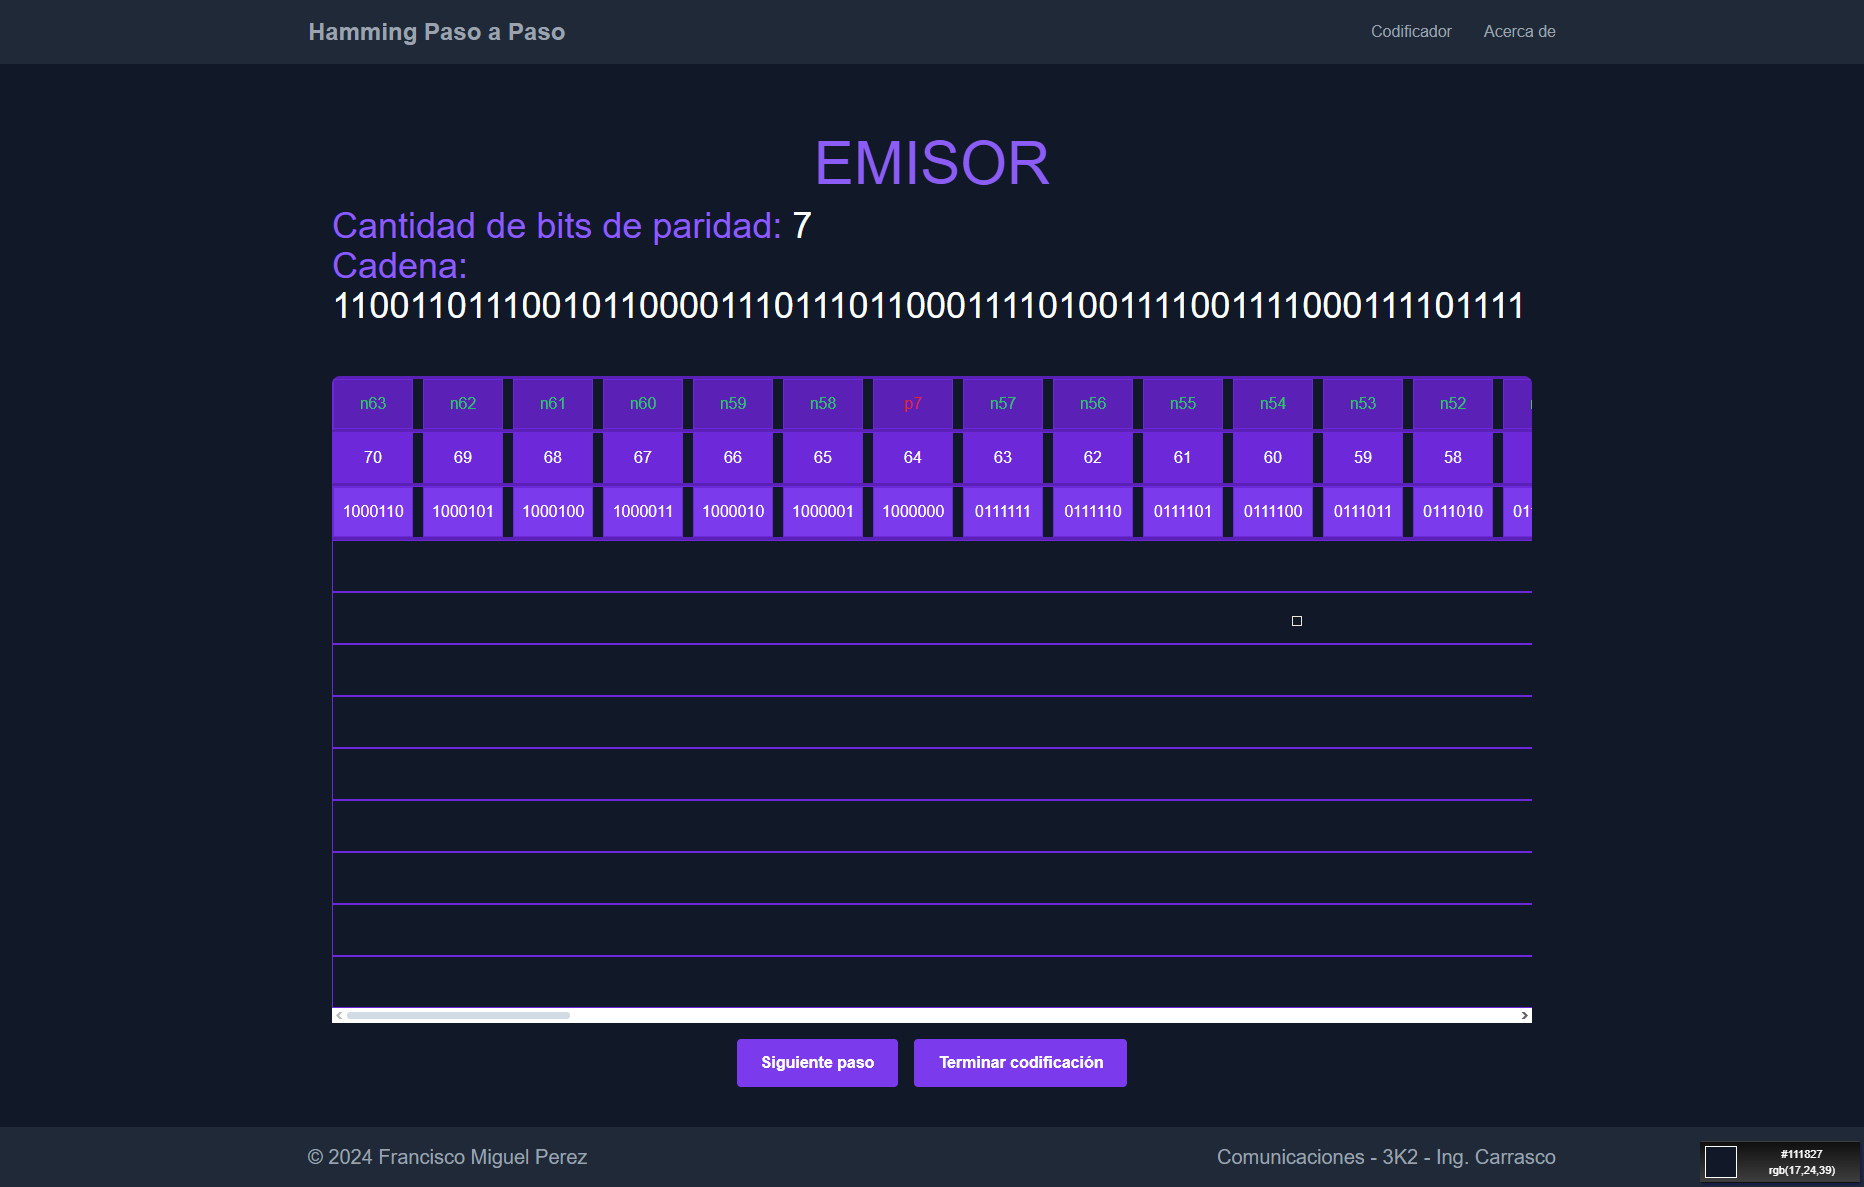 Hamming Paso a Paso
Codificador Acerca de
EMISOR
Cantidad de bits de paridad: 7
Cadena:
110011011100101100001110111011000111101001111001111000111101111
n63 n62 n61 n60 n59 n58 p7 n57 n56 n55 n54 n53 n52
70 69 68 67 66 65 64 63 62 61 60 59 58
1000110 1000101 1000100 1000011 1000010 1000001 1000000 0111111 0111110 0111101 0111100 0111011 0111010 01
Siguiente paso Terminar codificación
© 2024 Francisco Miguel Perez
Comunicaciones - 3K2 - Ing. Carrasco
#111827
rgb(17,24,39)